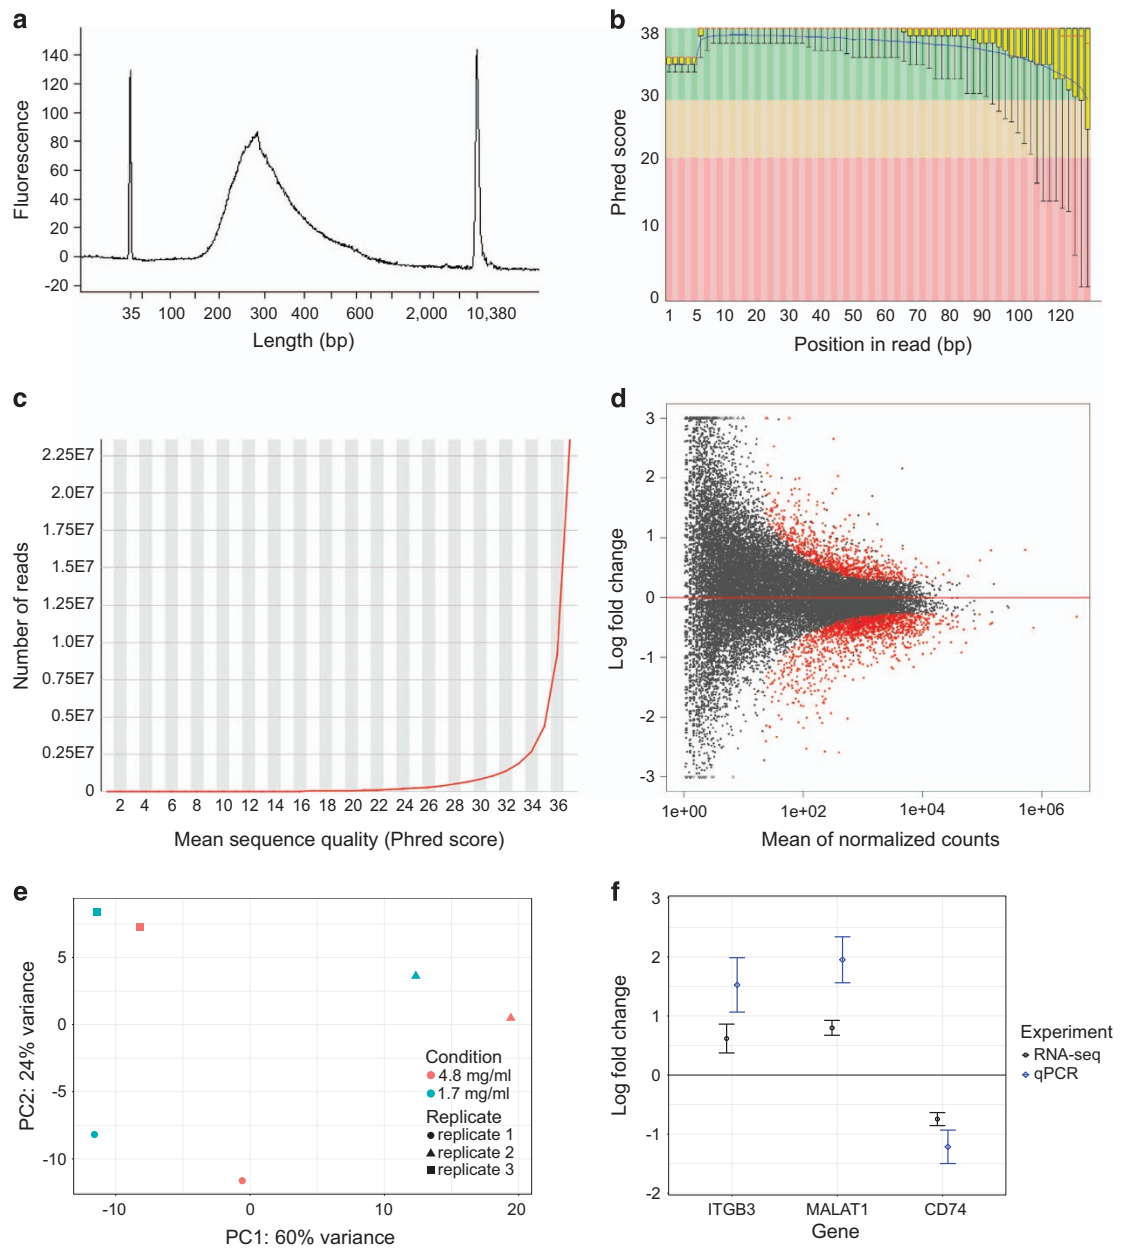 a
140
120
100
80
60
40
20
0
-20
Fluorescence
35 100 200 300 400 600 2,000 10,380
Length (bp)
b
38
30
20
10
0
Phred score
1 5 10 20 30 40 50 60 70 80 90 100 120
Position in read (bp)
c
2.25E7
2.0E7
1.75E7
1.5E7
1.25E7
1.0E7
0.75E7
0.5E7
0.25E7
0
Number of reads
2 4 6 8 10 12 14 16 18 20 22 24 26 28 30 32 34 36
Mean sequence quality (Phred score)
d
3
2
1
0
-1
-2
-3
Log fold change
1e+00 1e+02 1e+04 1e+06
Mean of normalized counts
e
5
0
-5
-10
PC2: 24% variance
Condition
4.8 mg/ml
1.7 mg/ml
Replicate
replicate 1
replicate 2
replicate 3
-10 0 10 20
PC1: 60% variance
f
3
2
1
0
-1
-2
Log fold change
ITGB3 MALAT1 CD74
Gene
Experiment
RNA-seq
qPCR